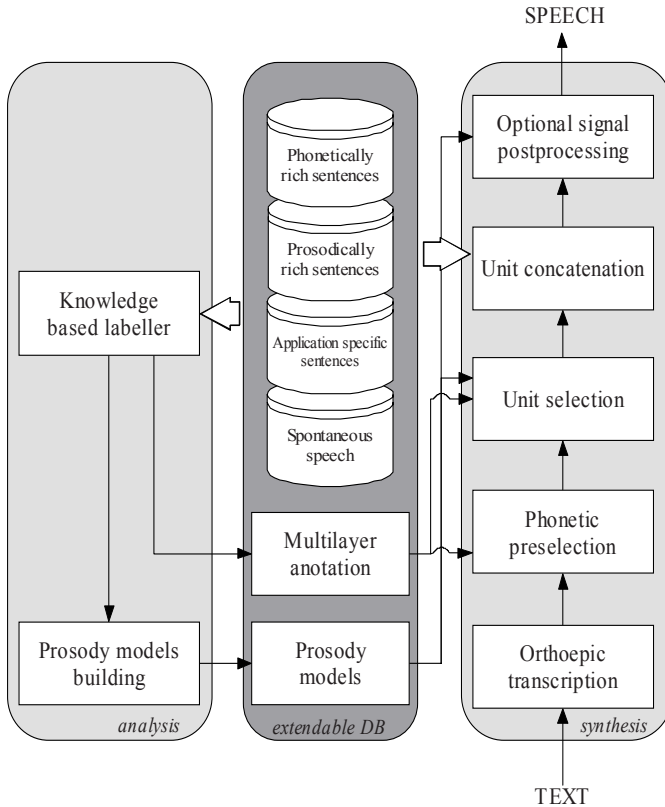 SPEECH
Optional signal
postprocessing
Phonetically
rich sentences
Prosodically
rich sentences
Unit concatenation
Knowledge
based labeller
Application specific
sentences
Unit selection
Spontaneous
speech
Multilayer
anotation
Phonetic
preselection
Prosody models
building
Prosody
models
Orthoepic
transcription
analysis
extendable DB
synthesis
TEXT